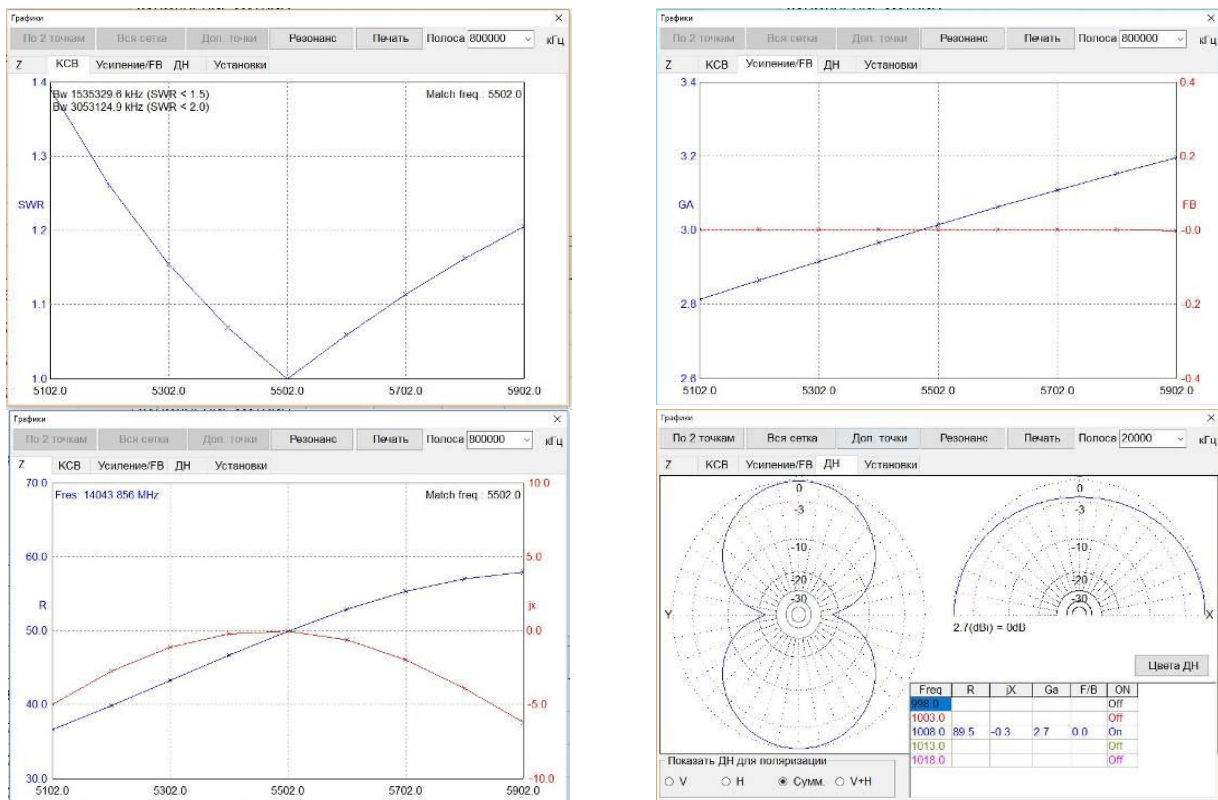 Графики
По 2 точкам Вся сетка Доп. точки Резонанс Печать Полоса 800000 кГц
Z КСВ Усиление/FB ДН Установки
1.4
Bw 1535329.6 kHz (SWR < 1.5) Match freq.: 5502.0
Bw 3053124.9 kHz (SWR < 2.0)
1.3
SWR
1.2
1.1
1.0
5102.0 5302.0 5502.0 5702.0 5902.0
Графики
По 2 точкам Вся сетка Доп. точки Резонанс Печать Полоса 800000 кГц
Z КСВ Усиление/FB ДН Установки
3.4 0.4
3.2 0.2
GA FB
3.0 -0.0
2.8 -0.2
2.6 -0.4
5102.0 5302.0 5502.0 5702.0 5902.0
Графики
По 2 точкам Вся сетка Доп. точки Резонанс Печать Полоса 800000 кГц
Z КСВ Усиление/FB ДН Установки
70.0 10.0
Fres: 14043.856 MHz Match freq.: 5502.0
60.0 5.0
R jx
50.0 0.0
40.0 -5.0
30.0 -10.0
5102.0 5302.0 5502.0 5702.0 5902.0
Графики
По 2 точкам Вся сетка Доп. точки Резонанс Печать Полоса 20000 кГц
Z КСВ Усиление/FB ДН Установки
0 0
-3 -3
-10 -10
-20 -20
-30 -30
Y X
2.7(dBi) = 0dB
Цвета ДН
Freq R jX Ga F/B ON
998.0 Off
1003.0 Off
1008.0 89.5 -0.3 2.7 0.0 On
1013.0 Off
1018.0 Off
Показать ДН для поляризации
V H Сумм. V+H